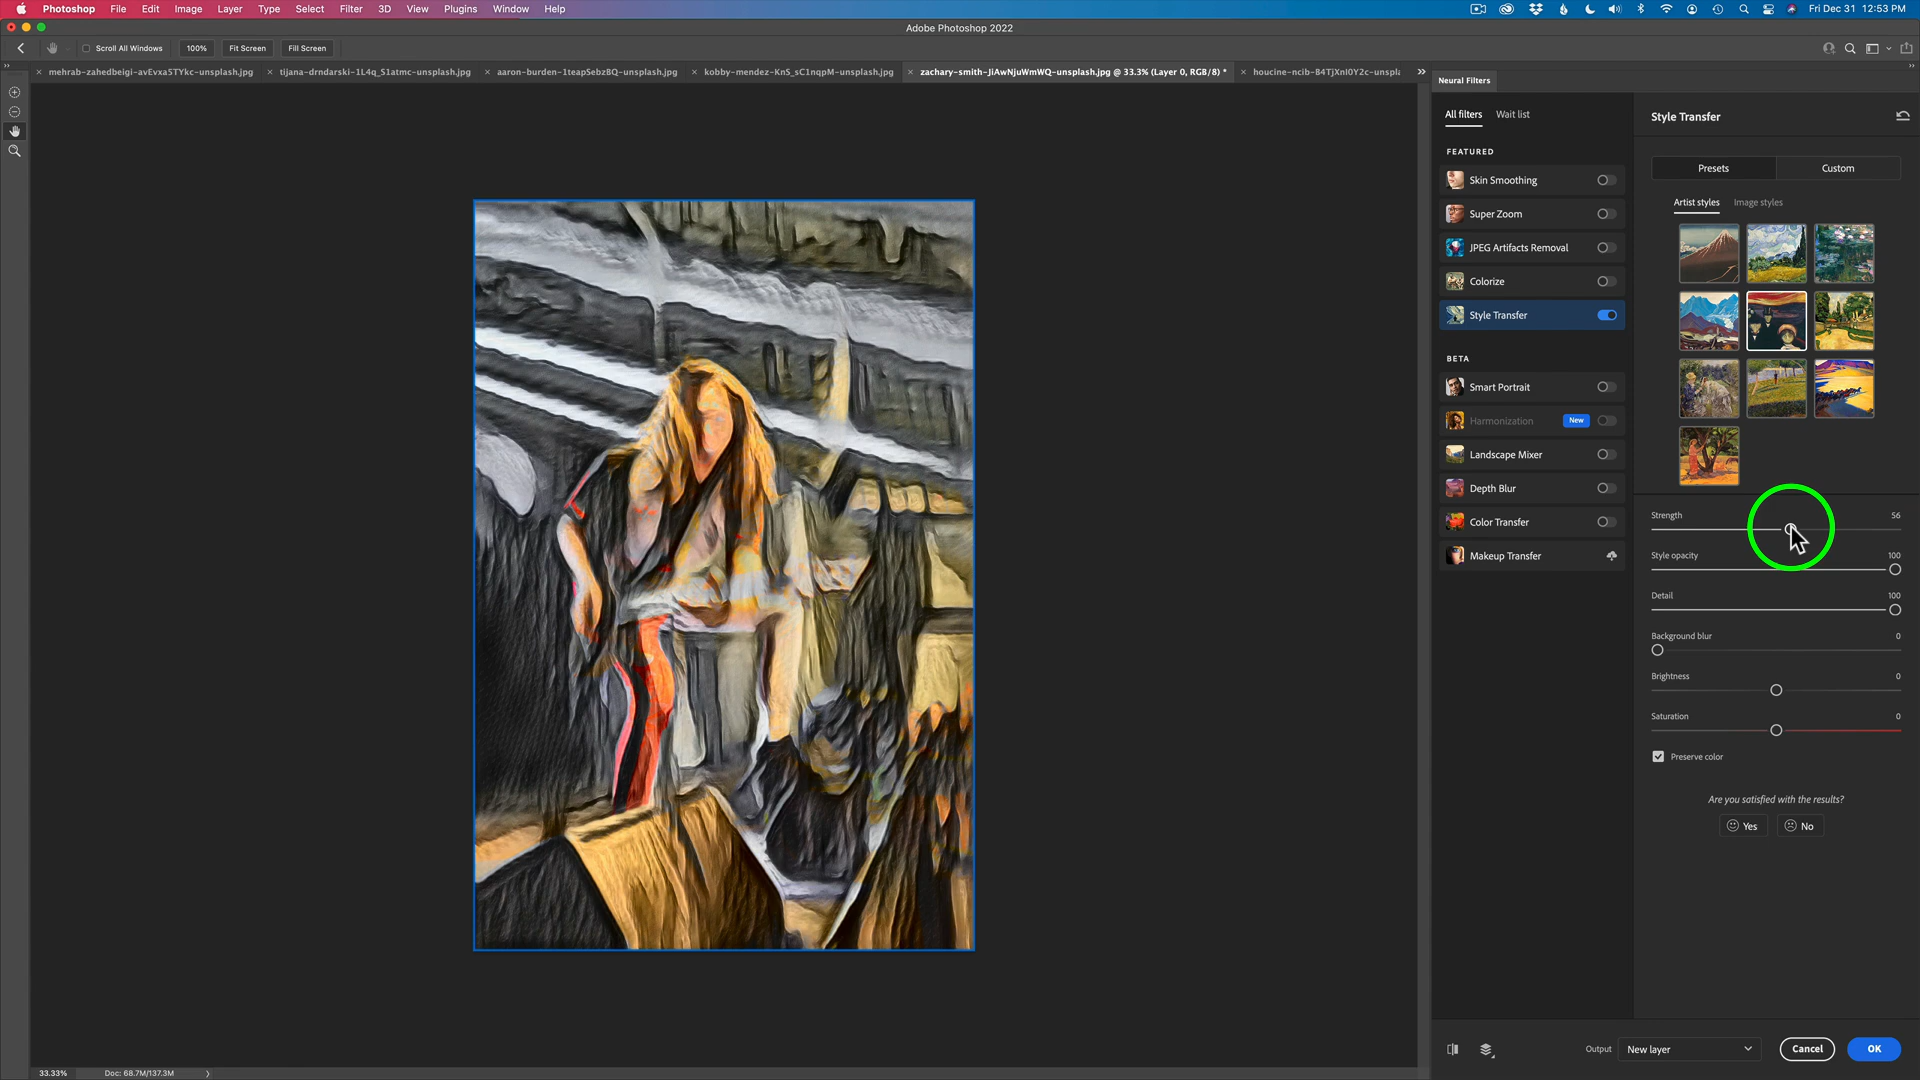 Photoshop File Edit Image Layer Type Select Filter 3D View Plugins Window Help Fri Dec 31 12:53 PM
Adobe Photoshop 2022
Scroll All Windows 100% Fit Screen Fill Screen
mehrab-zahedbeigi-avEvxa5TYkc-unsplash.jpg tijana-drndarski-1L4q_S1atmc-unsplash.jpg aaron-burden-1teapSebzBQ-unsplash.jpg kobby-mendez-KnS_sC1nqpM-unsplash.jpg zachary-smith-JiAwNjuWmWQ-unsplash.jpg @ 33.3% (Layer 0, RGB/8) * houcine-ncib-B4TjXnI0Y2c-unspla
Neural Filters
All filters Wait list
FEATURED
Skin Smoothing
Super Zoom
JPEG Artifacts Removal
Colorize
Style Transfer
BETA
Smart Portrait
Harmonization New
Landscape Mixer
Depth Blur
Color Transfer
Makeup Transfer
Style Transfer
Presets Custom
Artist styles Image styles
Strength 56
Style opacity 100
Detail 100
Background blur 0
Brightness 0
Saturation 0
Preserve color
Are you satisfied with the results?
Yes No
Output New layer Cancel OK
33.33% Doc: 68.7M/137.3M